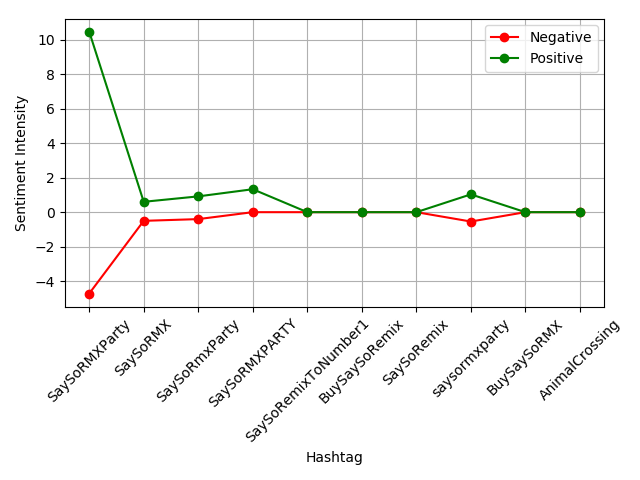 Negative
Positive
10
8
6
4
2
0
−2
−4
Sentiment Intensity
SaySoRMXParty
SaySoRMX
SaySoRmxParty
SaySoRMXPARTY
SaySoRemixToNumber1
BuySaySoRemix
SaySoRemix
saysormxparty
BuySaySoRMX
AnimalCrossing
Hashtag